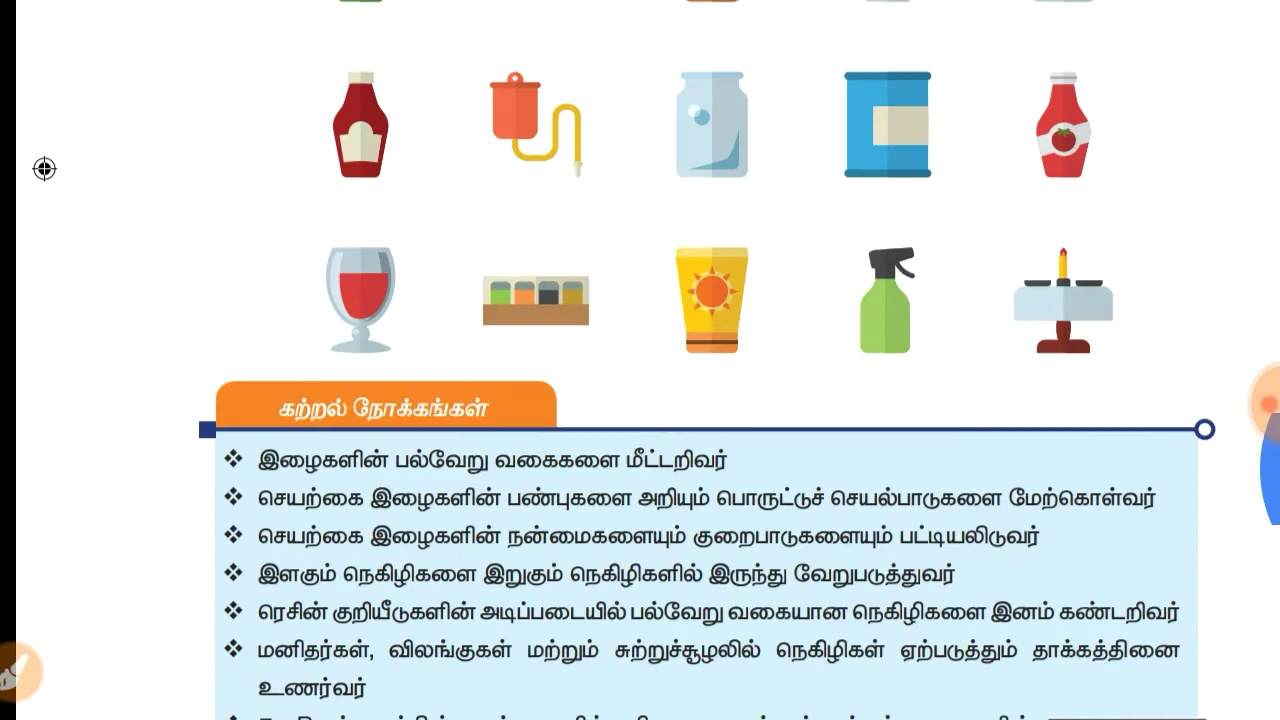 கற்றல் நோக்கங்கள்
❖ இழைகளின் பல்வேறு வகைகளை மீட்டறிவர்
❖ செயற்கை இழைகளின் பண்புகளை அறியும் பொருட்டுச் செயல்பாடுகளை மேற்கொள்வர்
❖ செயற்கை இழைகளின் நன்மைகளையும் குறைபாடுகளையும் பட்டியலிடுவர்
❖ இளகும் நெகிழிகளை இறுகும் நெகிழிகளில் இருந்து வேறுபடுத்துவர்
❖ ரெசின் குறியீடுகளின் அடிப்படையில் பல்வேறு வகையான நெகிழிகளை இனம் கண்டறிவர்
❖ மனிதர்கள், விலங்குகள் மற்றும் சுற்றுச்சூழலில் நெகிழிகள் ஏற்படுத்தும் தாக்கத்தினை
உணர்வர்